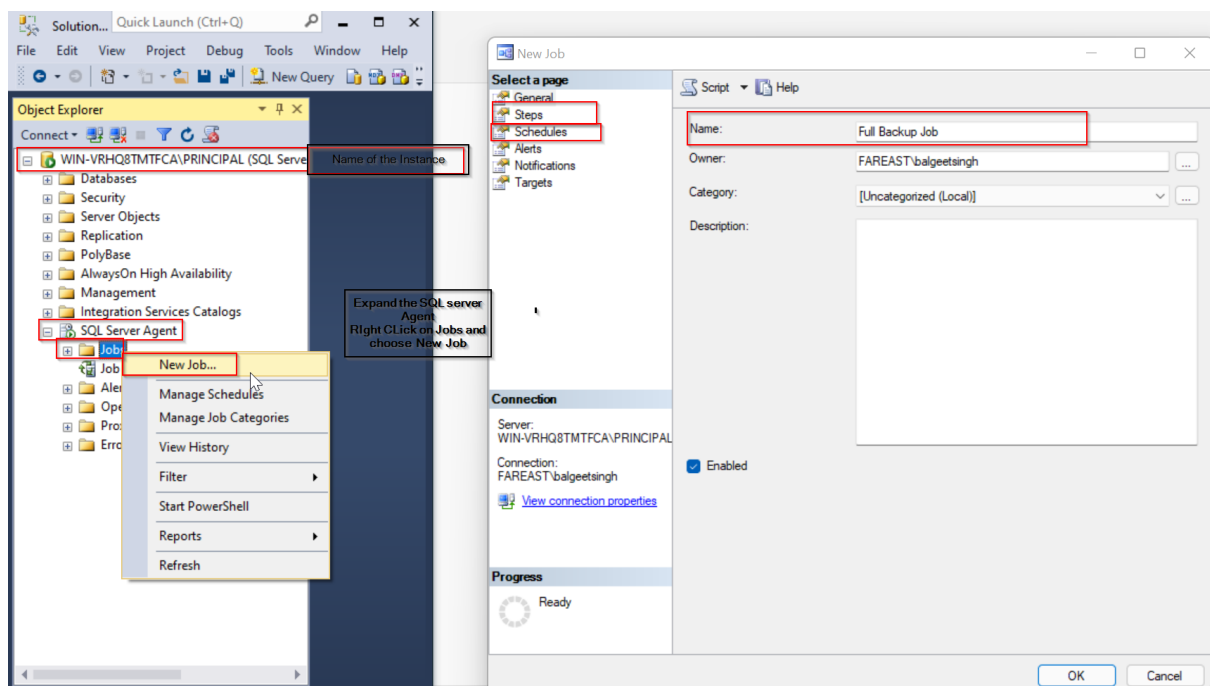 Solution...
Quick Launch (Ctrl+Q)
File Edit View Project Debug Tools Window Help
New Query
Object Explorer
Connect
WIN-VRHQ8TMTFCA\PRINCIPAL (SQL Serve
Name of the Instance
Databases
Security
Server Objects
Replication
PolyBase
AlwaysOn High Availability
Management
Integration Services Catalogs
SQL Server Agent
Jobs
Job
Aler
Ope
Prox
Erro
Expand the SQL server
Agent
RIght CLick on Jobs and
choose New Job
New Job...
Manage Schedules
Manage Job Categories
View History
Filter
Start PowerShell
Reports
Refresh
New Job
Select a page
General
Steps
Schedules
Alerts
Notifications
Targets
Script Help
Name: Full Backup Job
Owner: FAREAST\balgeetsingh
...
Category: [Uncategorized (Local)]
...
Description:
Enabled
Connection
Server:
WIN-VRHQ8TMTFCA\PRINCIPAL
Connection:
FAREAST\balgeetsingh
View connection properties
Progress
Ready
OK Cancel